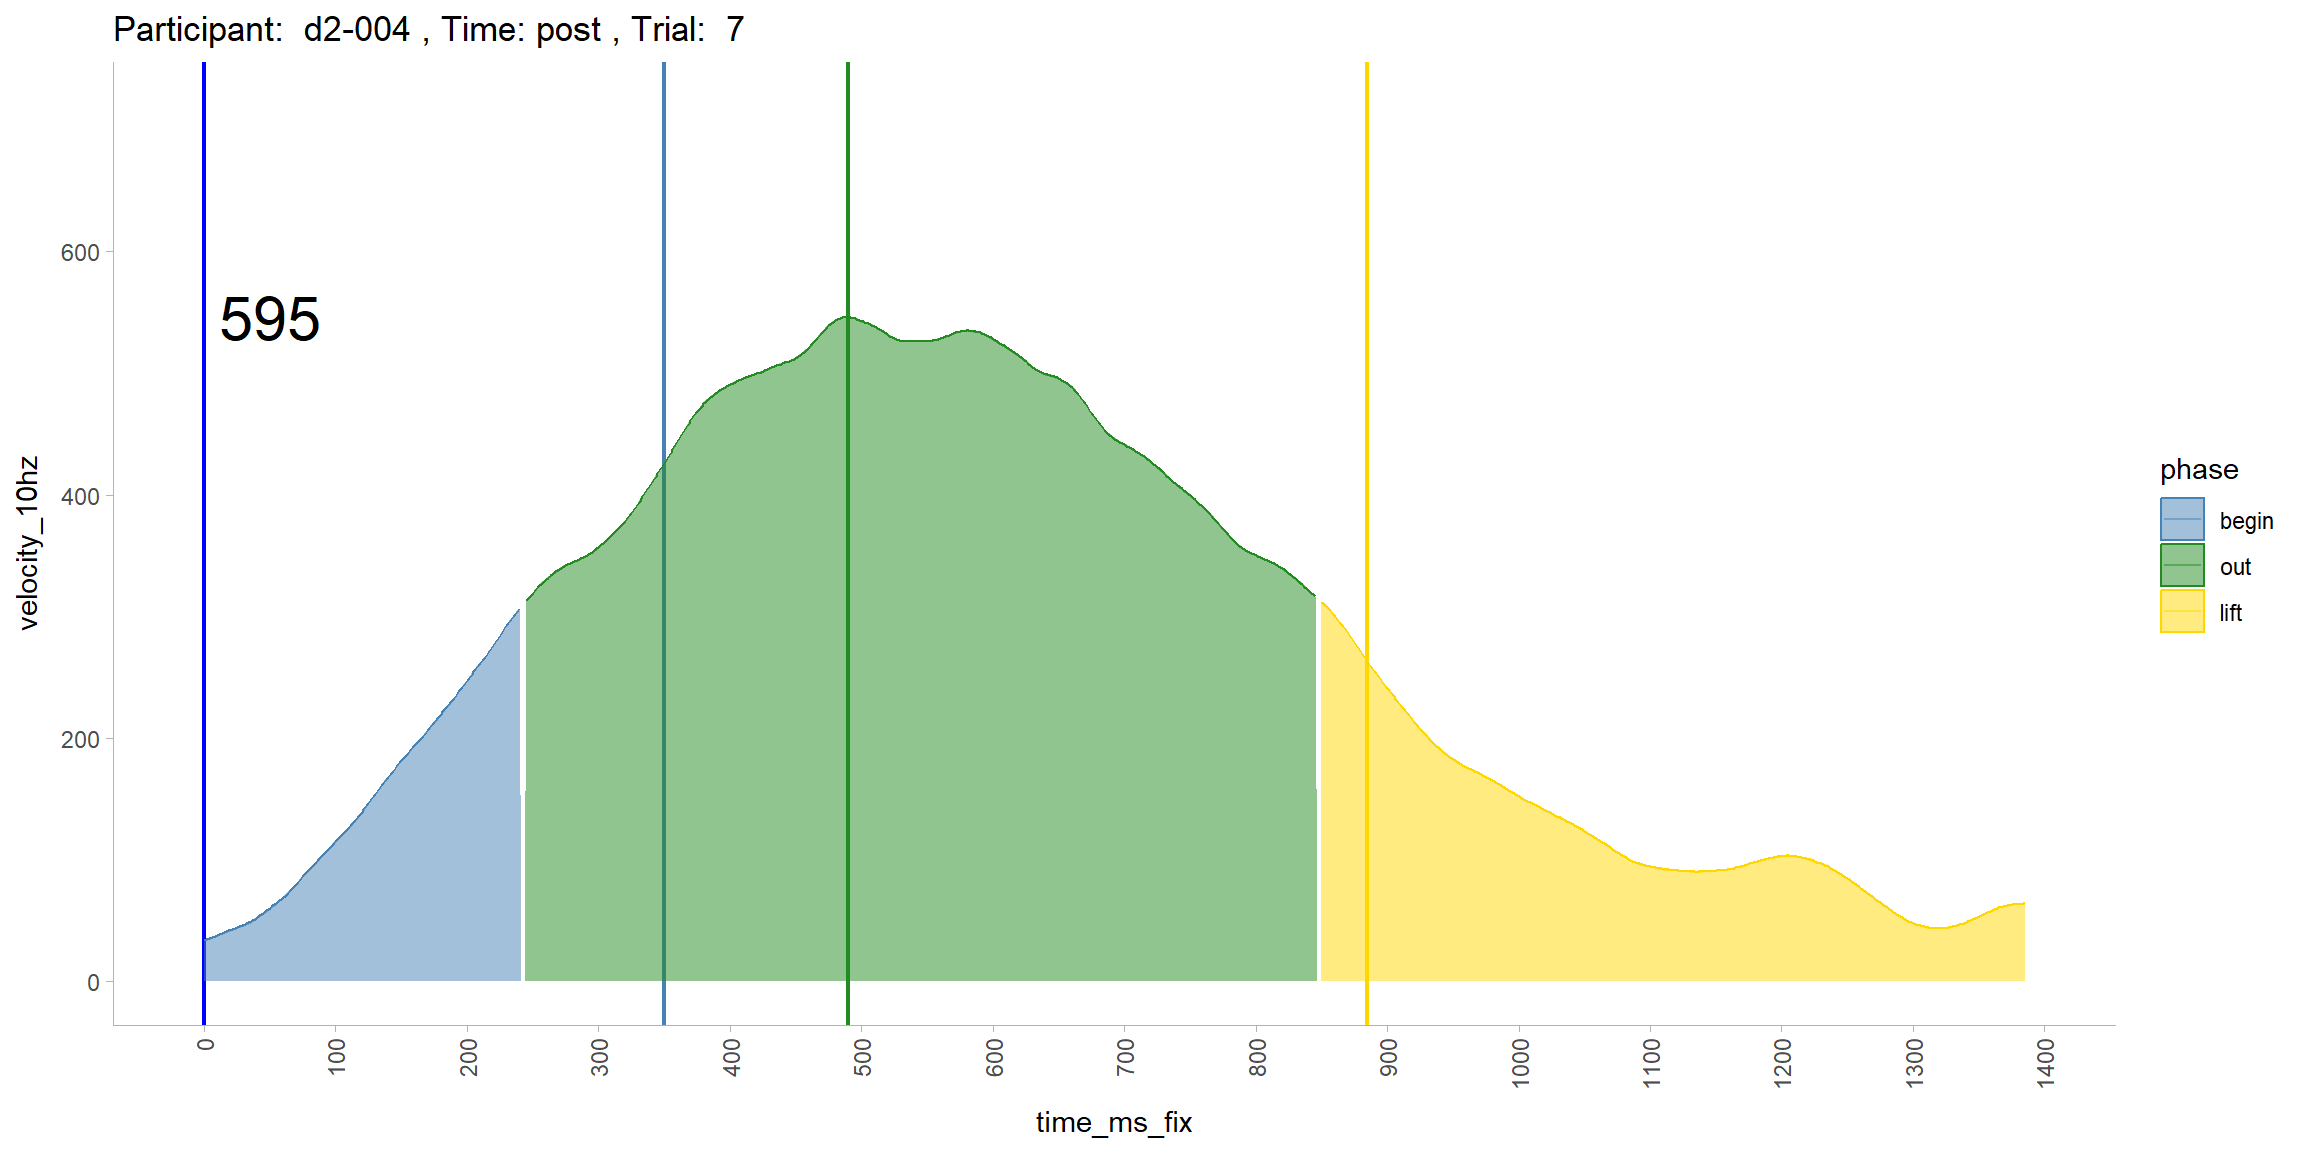 Participant:  d2-004 , Time: post , Trial:  7
velocity_10hz
600
400
200
0
595
0
100
200
300
400
500
600
700
800
900
1000
1100
1200
1300
1400
time_ms_fix
phase
begin
out
lift